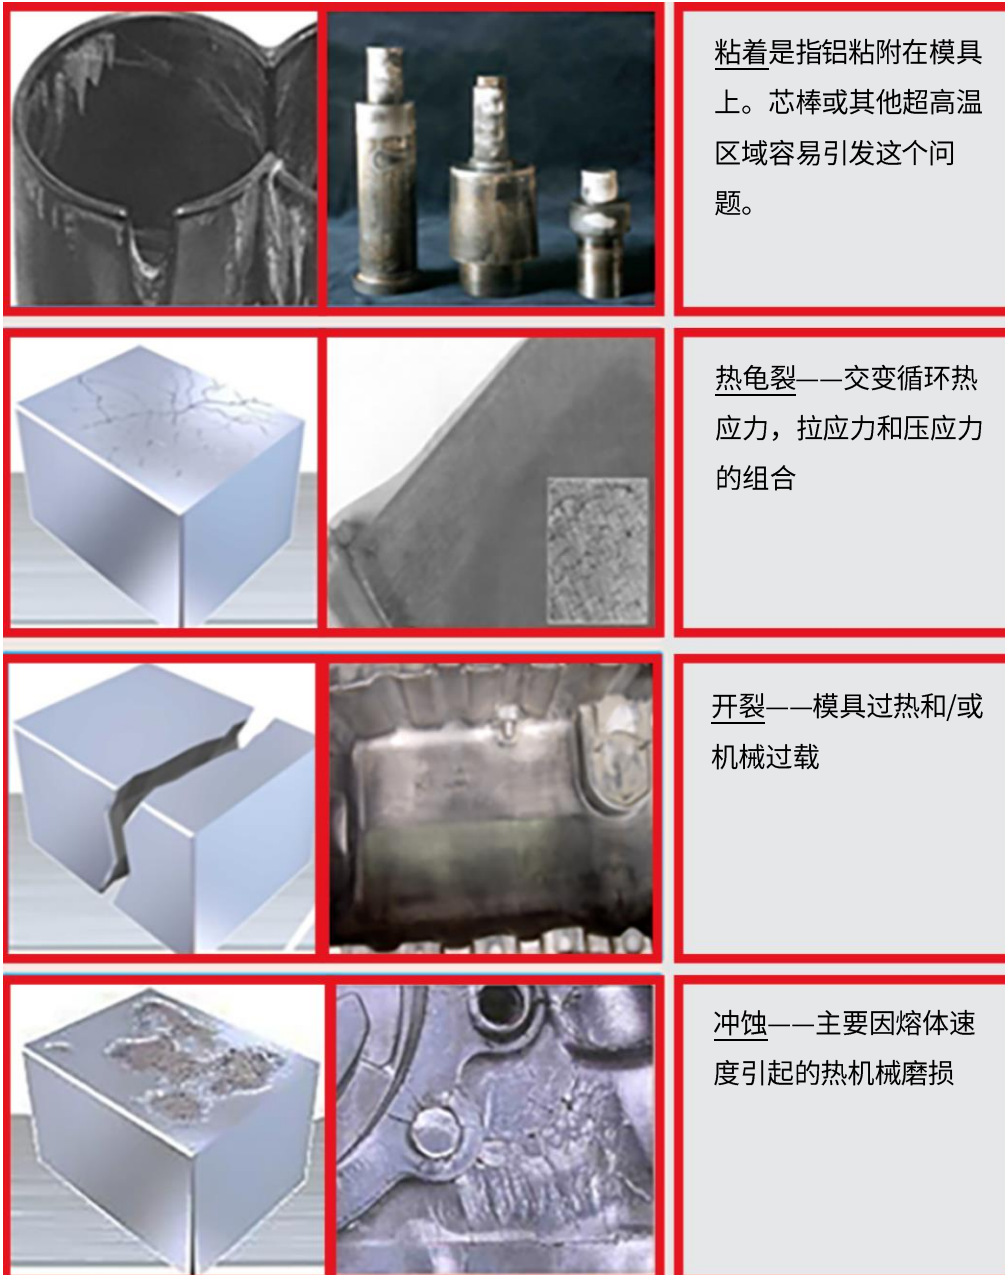 粘着是指铝粘附在模具
上。芯棒或其他超高温
区域容易引发这个问
题。
热龟裂——交变循环热
应力，拉应力和压应力
的组合
开裂——模具过热和/或
机械过载
冲蚀——主要因熔体速
度引起的热机械磨损